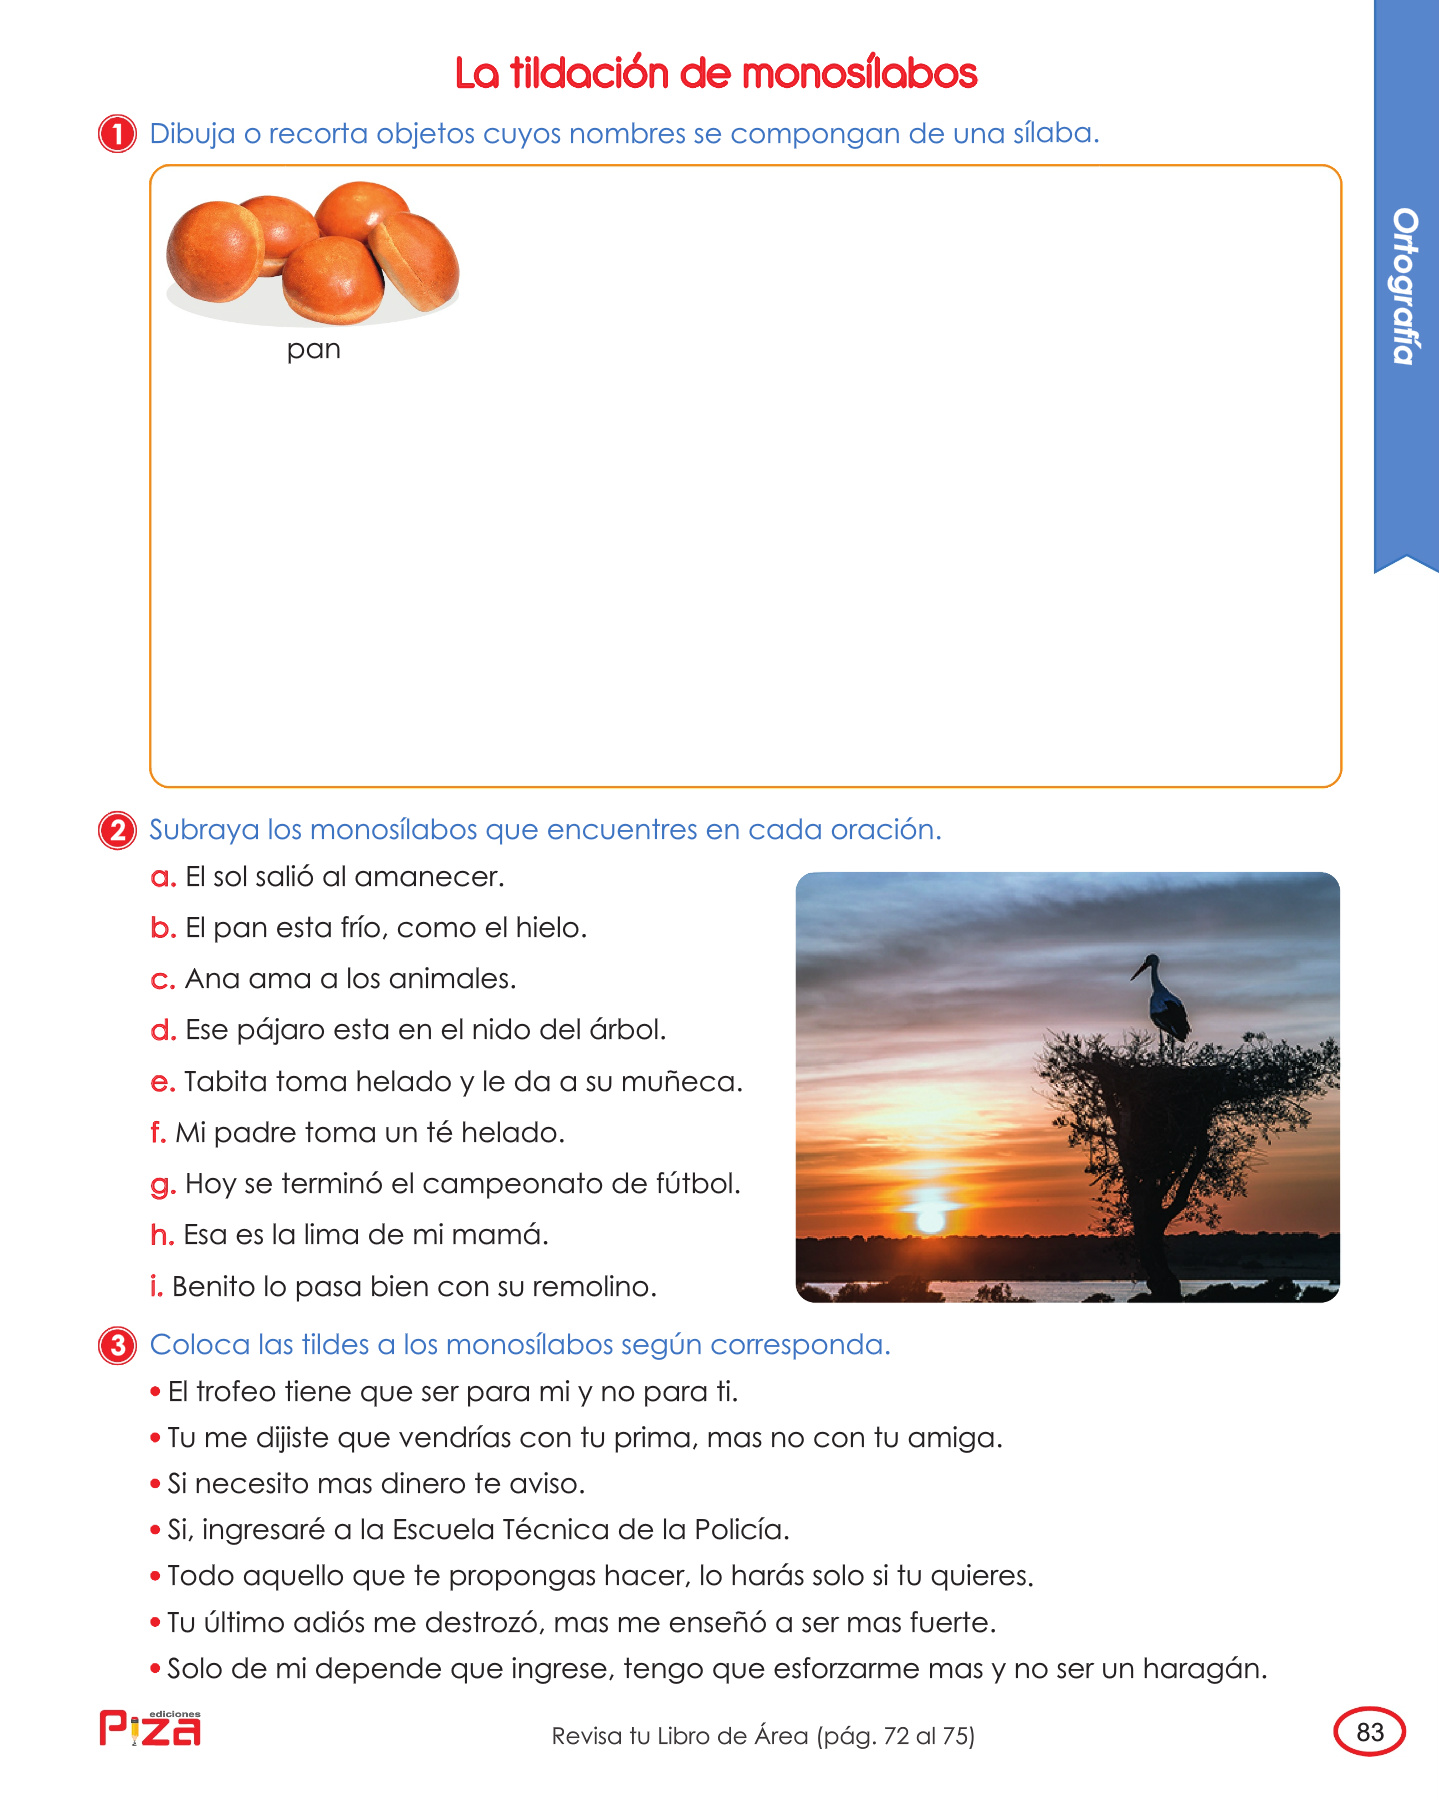 La tildación de monosílabos
1 Dibuja o recorta objetos cuyos nombres se compongan de una sílaba.
Ortografía
pan
2 Subraya los monosílabos que encuentres en cada oración.
a. El sol salió al amanecer.
b. El pan esta frío, como el hielo.
c. Ana ama a los animales.
d. Ese pájaro esta en el nido del árbol.
e. Tabita toma helado y le da a su muñeca.
f. Mi padre toma un té helado.
g. Hoy se terminó el campeonato de fútbol.
h. Esa es la lima de mi mamá.
i. Benito lo pasa bien con su remolino.
3 Coloca las tildes a los monosílabos según corresponda.
• El trofeo tiene que ser para mi y no para ti.
• Tu me dijiste que vendrías con tu prima, mas no con tu amiga.
• Si necesito mas dinero te aviso.
• Si, ingresaré a la Escuela Técnica de la Policía.
• Todo aquello que te propongas hacer, lo harás solo si tu quieres.
• Tu último adiós me destrozó, mas me enseñó a ser mas fuerte.
• Solo de mi depende que ingrese, tengo que esforzarme mas y no ser un haragán.
ediciones
Piza
Revisa tu Libro de Área (pág. 72 al 75)
83